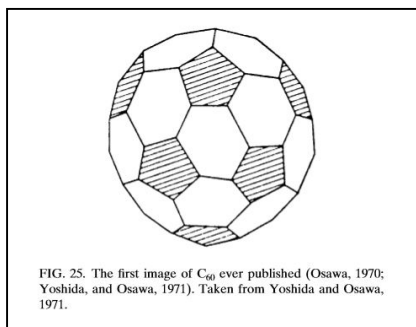 FIG. 25. The first image of C60 ever published (Osawa, 1970;
Yoshida, and Osawa, 1971). Taken from Yoshida and Osawa,
1971.